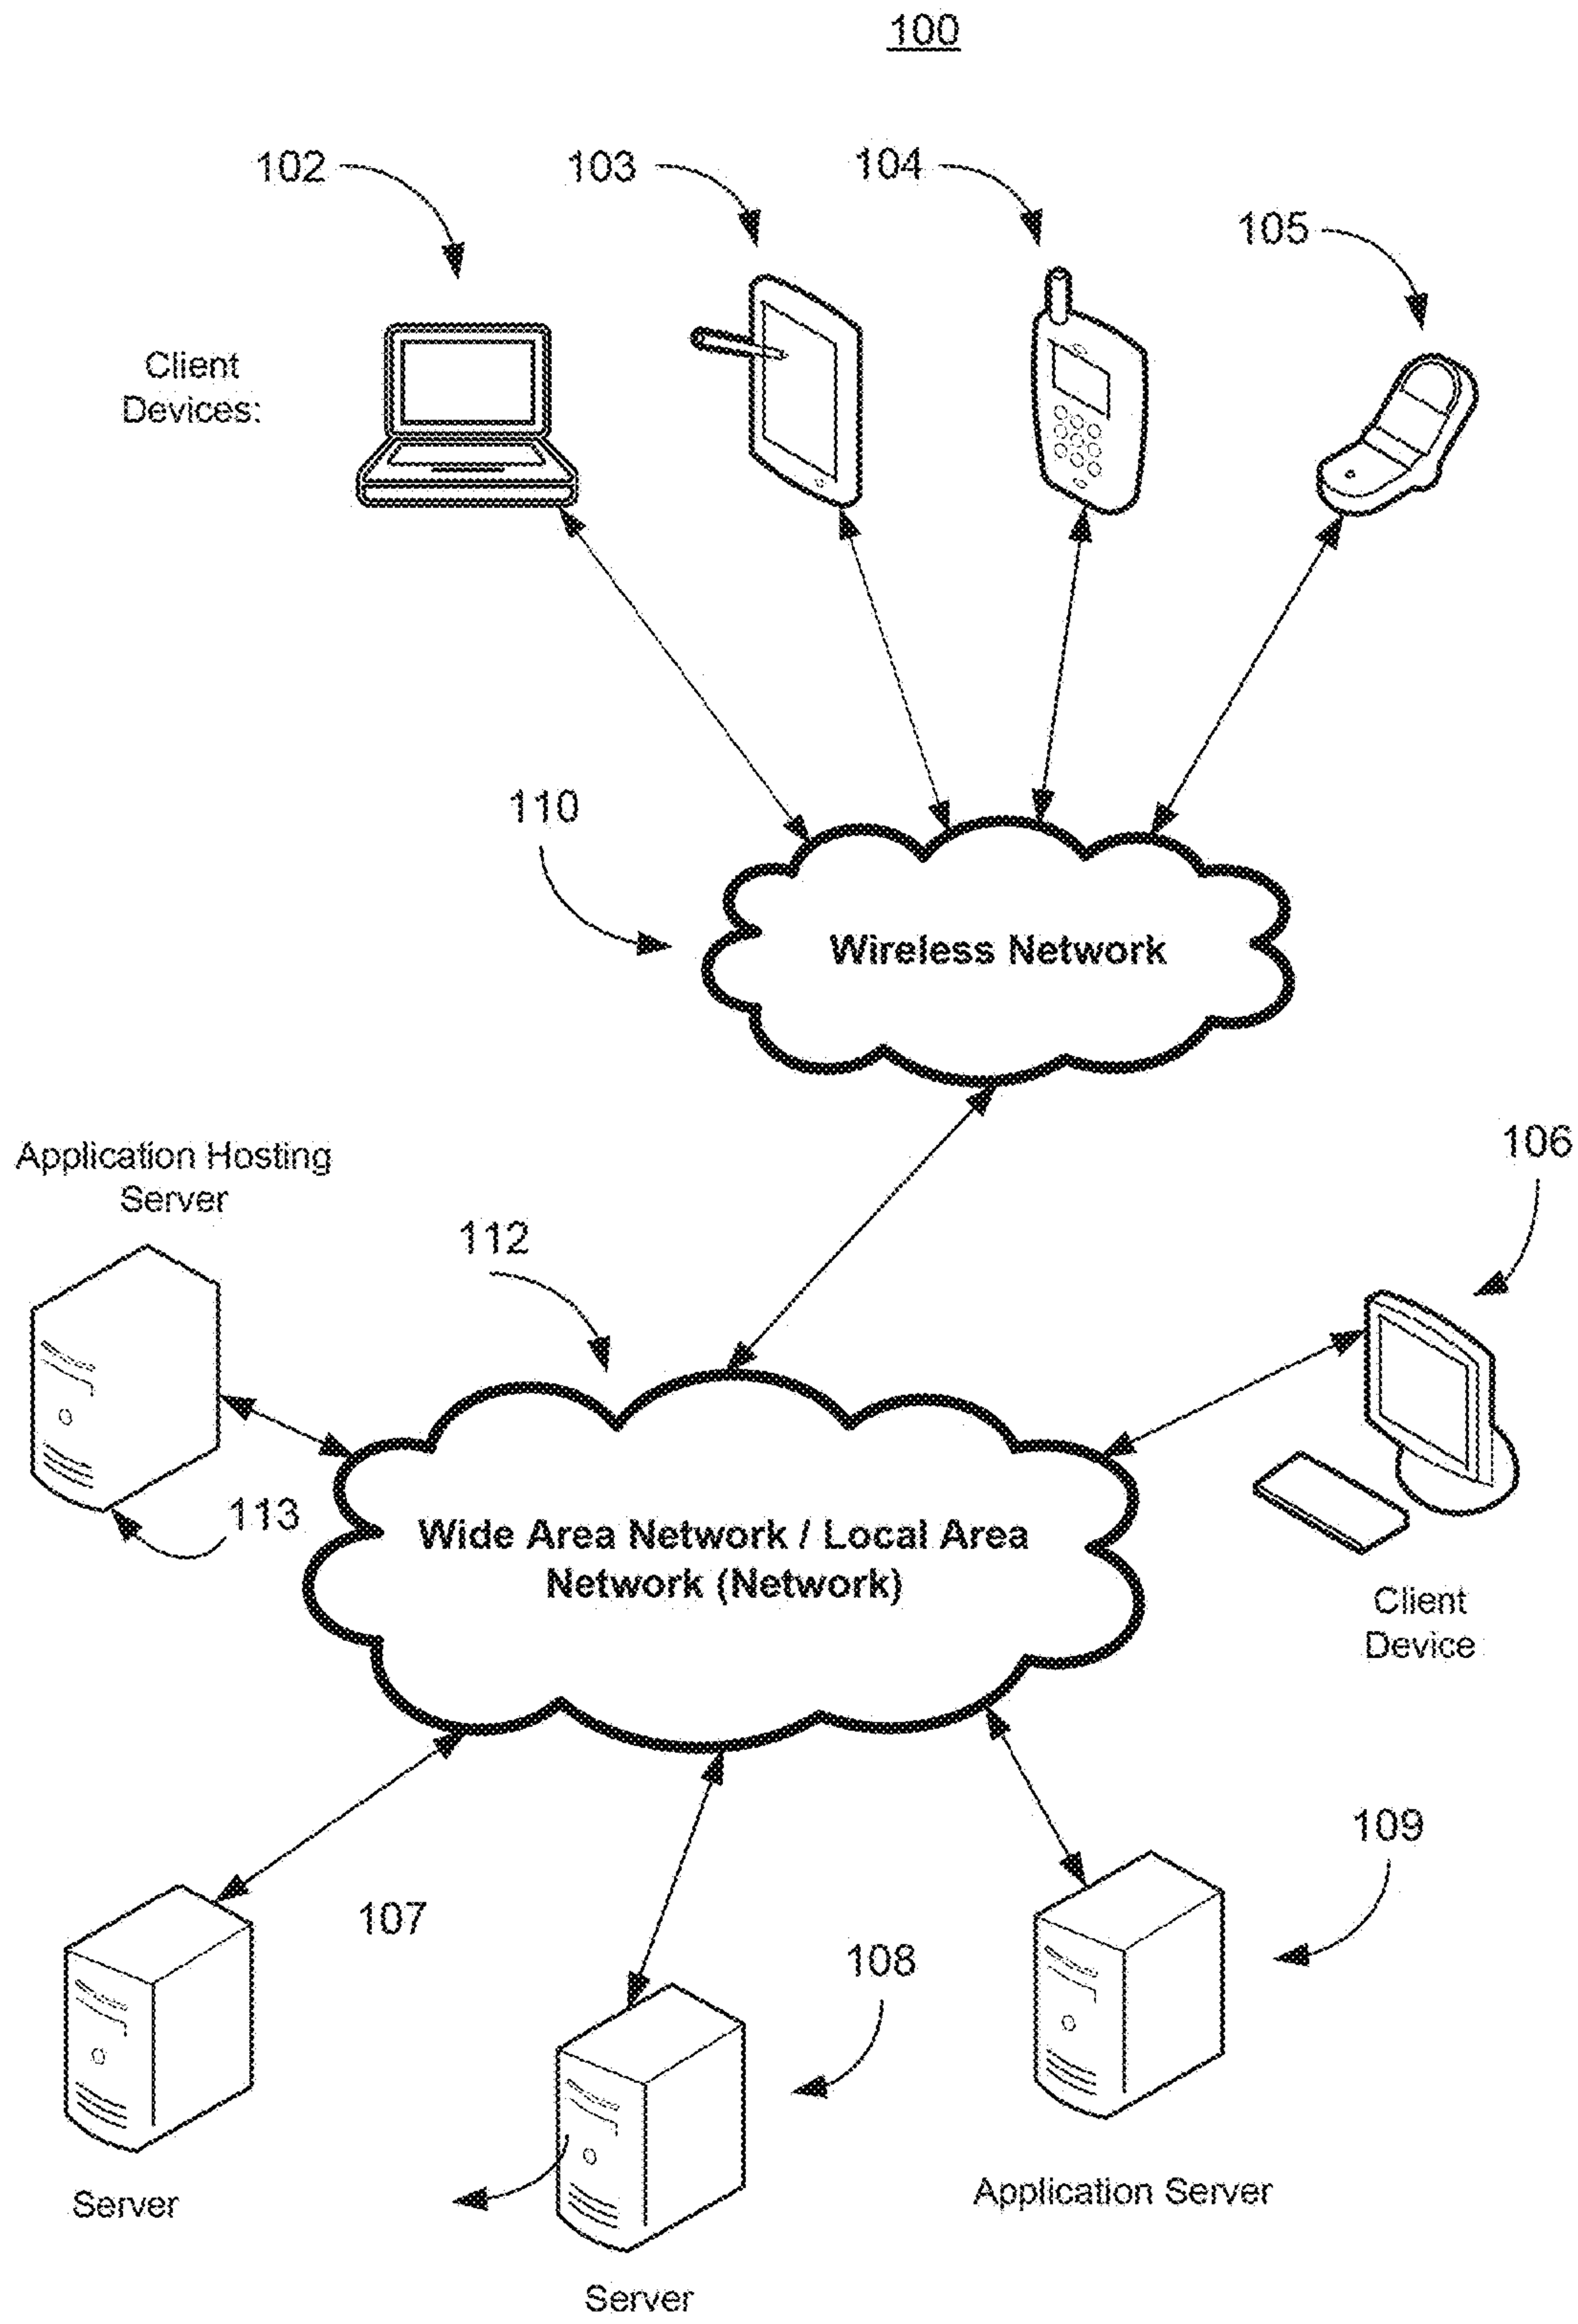 100
102
103
104
105
Client
Devices:
110
Wireless Network
Application Hosting
Server
106
112
113
Wide Area Network / Local Area
Network (Network)
Client
Device
109
107
108
Server
Application Server
Server